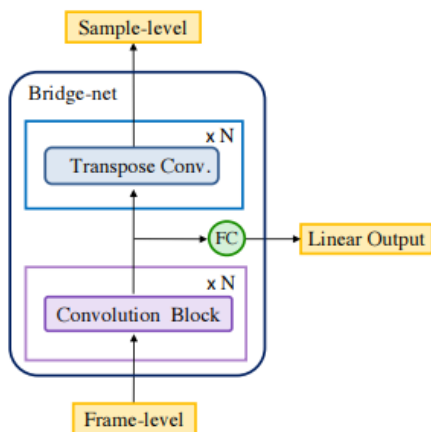 Sample-level
Bridge-net
x N
Transpose Conv.
FC
Linear Output
x N
Convolution Block
Frame-level